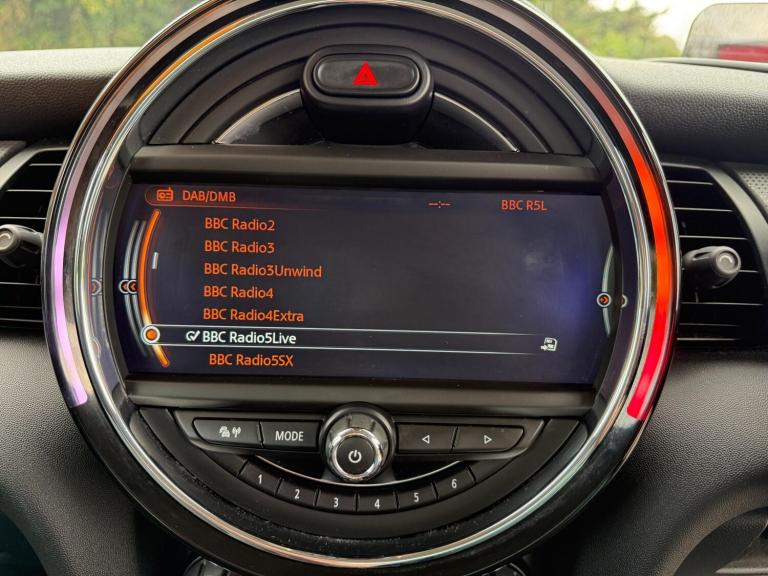 DAB/DMB --:-- BBC R5L
BBC Radio2
BBC Radio3
BBC Radio3Unwind
BBC Radio4
BBC Radio4Extra
BBC Radio5Live
BBC Radio5SX
MODE
1 2 3 4 5 6